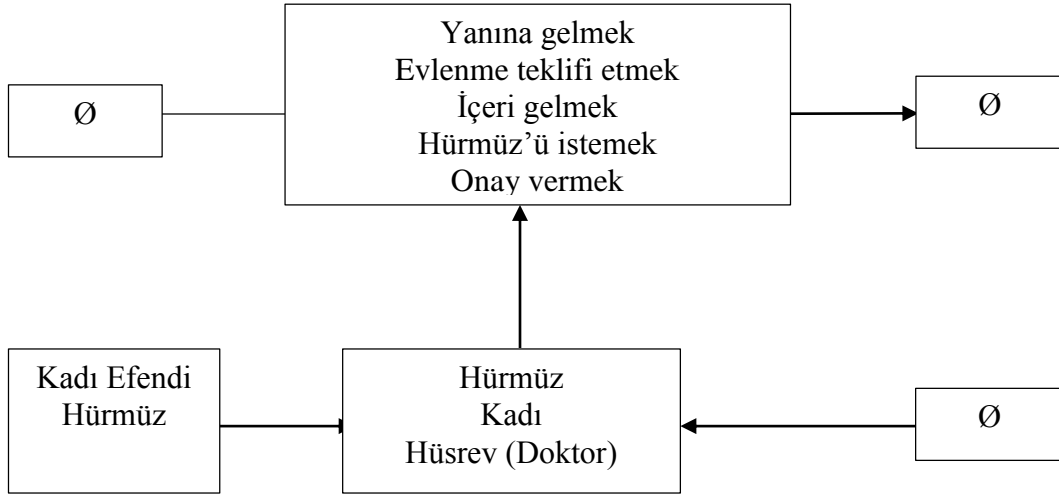 Yanına gelmek
Evlenme teklifi etmek
İçeri gelmek
Hürmüz’ü istemek
Onay vermek
Ø
Ø
Kadı Efendi
Hürmüz
Hürmüz
Kadı
Hüsrev (Doktor)
Ø